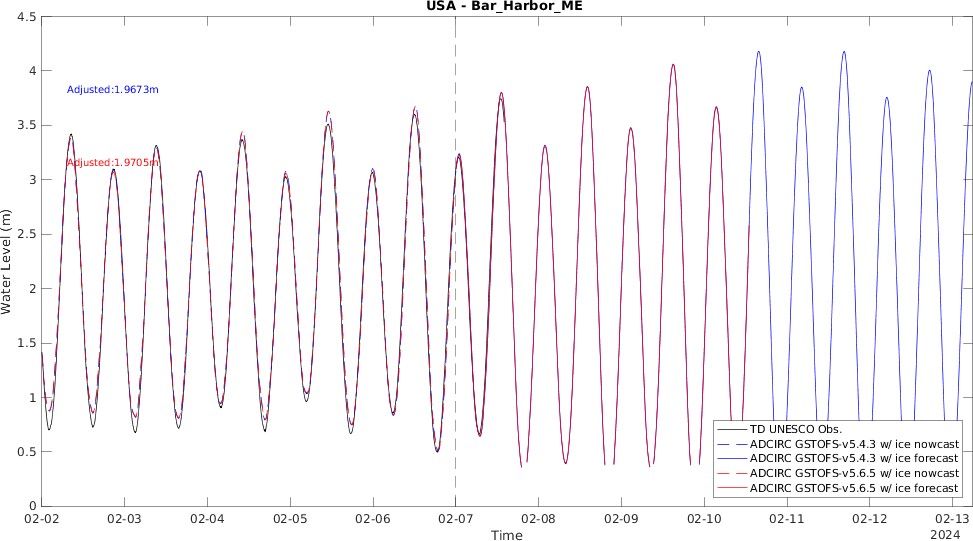 USA - Bar_Harbor_ME
4.5
4
3.5
3
2.5
2
1.5
1
0.5
0
Water Level (m)
Adjusted:1.9673m
Adjusted:1.9705m
TD UNESCO Obs.
ADCIRC GSTOFS-v5.4.3 w/ ice nowcast
ADCIRC GSTOFS-v5.4.3 w/ ice forecast
ADCIRC GSTOFS-v5.6.5 w/ ice nowcast
ADCIRC GSTOFS-v5.6.5 w/ ice forecast
02-02 02-03 02-04 02-05 02-06 02-07 02-08 02-09 02-10 02-11 02-12 02-13
2024
Time